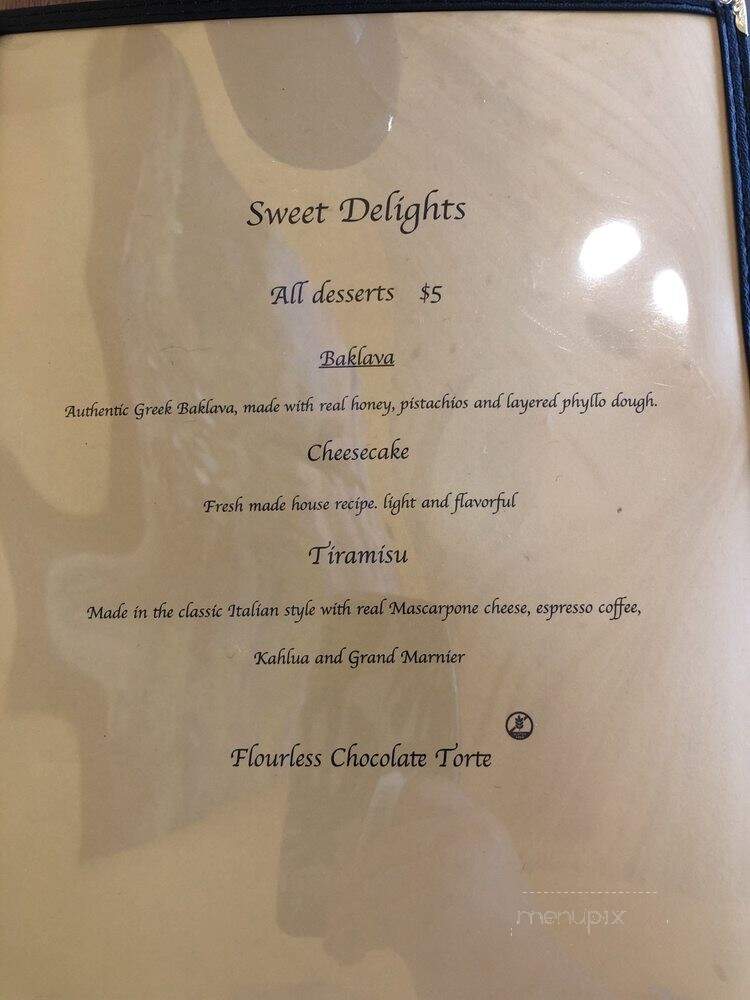 Sweet Delights
All desserts $5
Baklava
Authentic Greek Baklava, made with real honey, pistachios and layered phyllo dough.
Cheesecake
Fresh made house recipe. light and flavorful
Tiramisu
Made in the classic Italian style with real Mascarpone cheese, espresso coffee,
Kahlua and Grand Marnier
Flourless Chocolate Torte
menupix